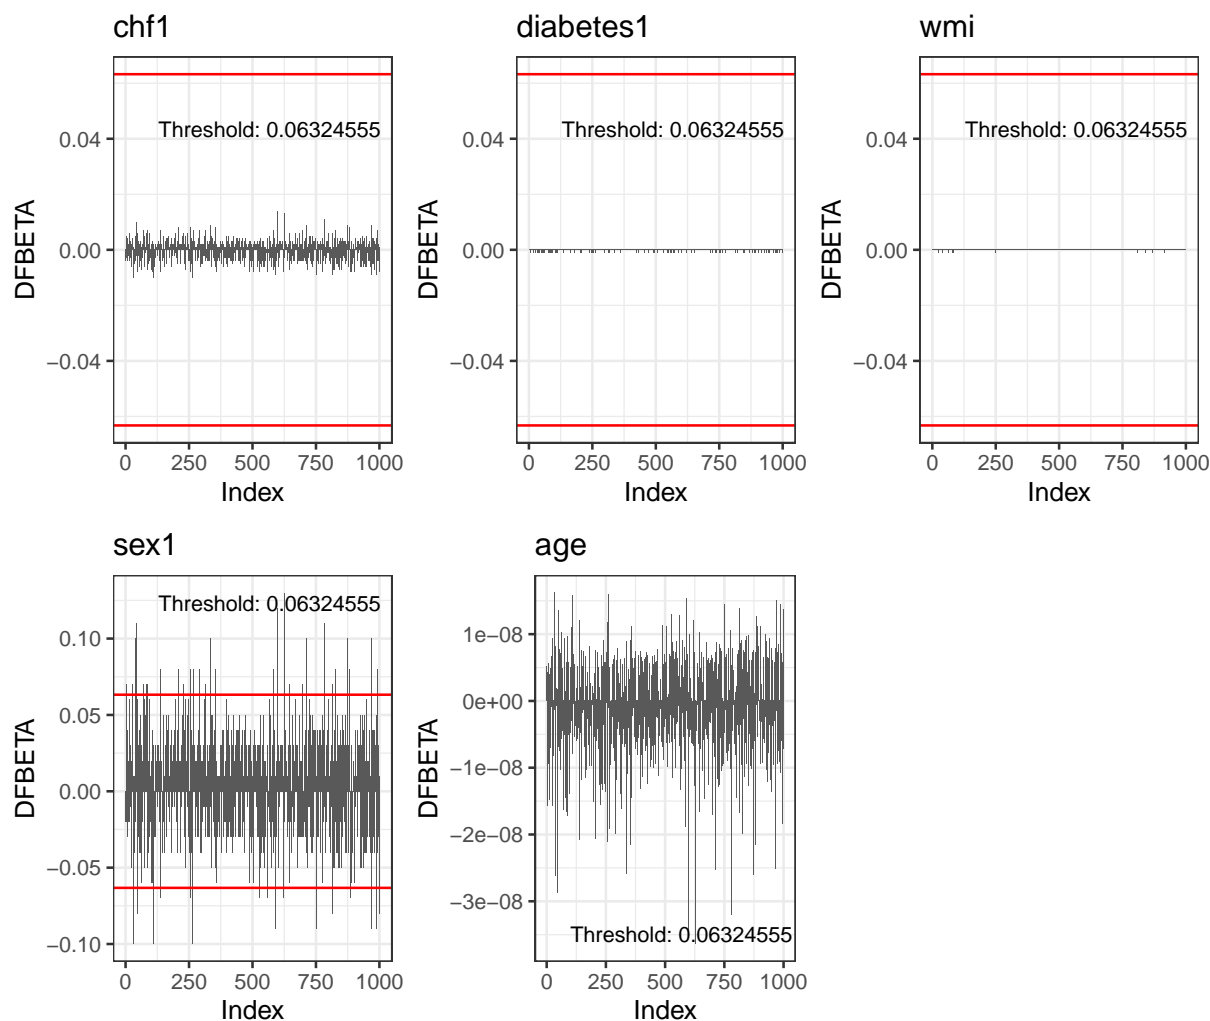 chf1
diabetes1
wmi
Threshold: 0.06324555
Threshold: 0.06324555
Threshold: 0.06324555
0.04
0.00
−0.04
DFBETA
0 250 500 750 1000
Index
0.04
0.00
−0.04
DFBETA
0 250 500 750 1000
Index
0.04
0.00
−0.04
DFBETA
0 250 500 750 1000
Index
sex1
age
Threshold: 0.06324555
0.10
0.05
0.00
−0.05
−0.10
DFBETA
0 250 500 750 1000
Index
1e−08
0e+00
−1e−08
−2e−08
−3e−08
DFBETA
Threshold: 0.06324555
0 250 500 750 1000
Index